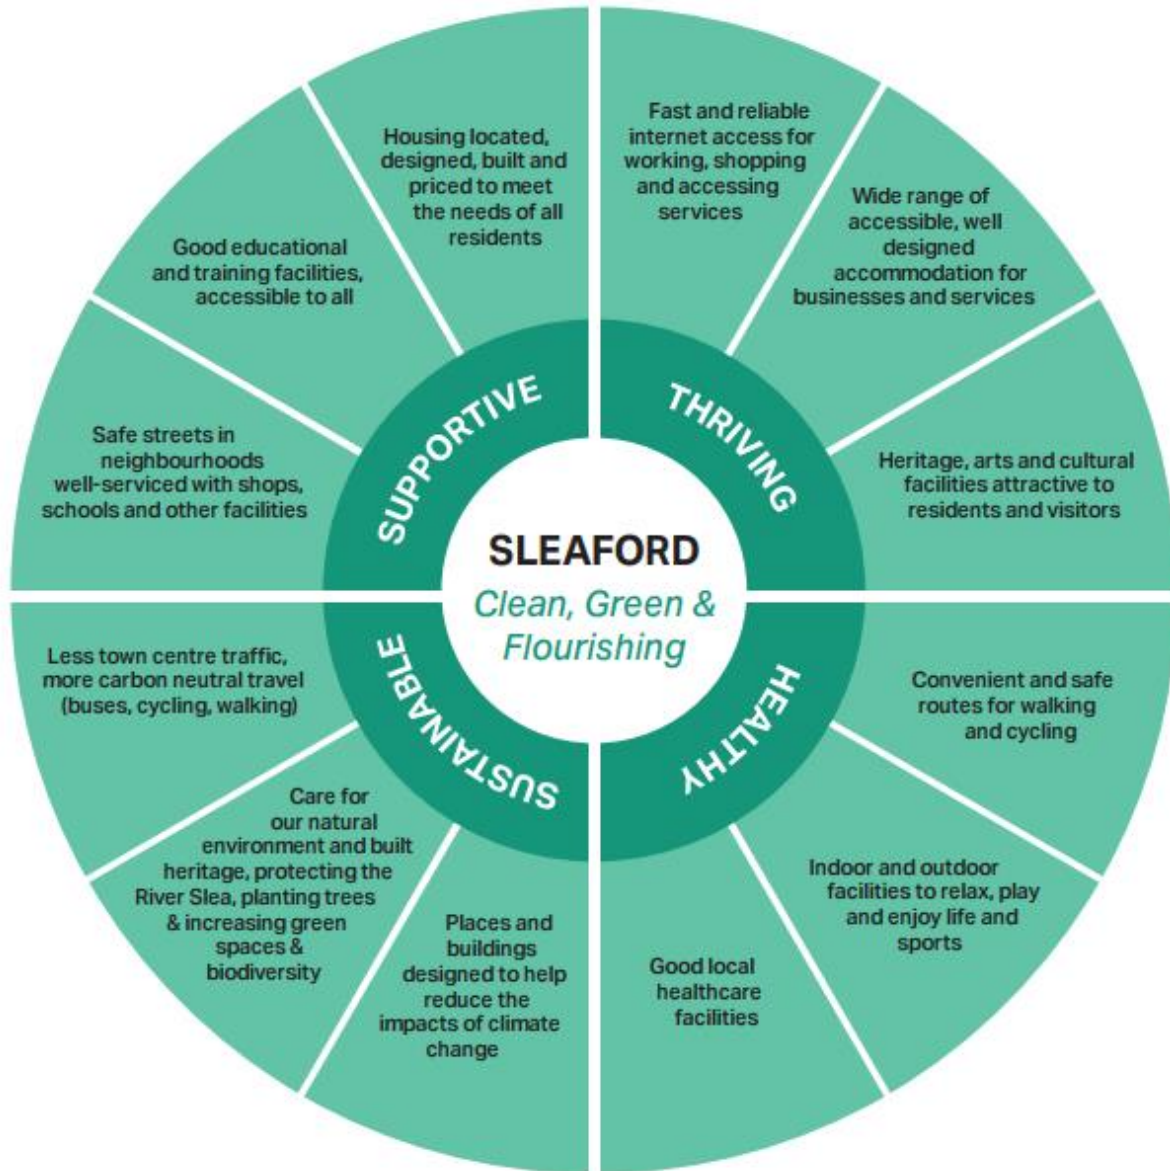 SLEAFORD
Clean, Green &
Flourishing
THRIVING
Fast and reliable
internet access for
working, shopping
and accessing
services
Wide range of
accessible, well
designed
accommodation for
businesses and services
Heritage, arts and cultural
facilities attractive to
residents and visitors
HEALTHY
Convenient and safe
routes for walking
and cycling
Indoor and outdoor
facilities to relax, play
and enjoy life and
sports
Good local
healthcare
facilities
SUSTAINABLE
Places and
buildings
designed to help
reduce the
impacts of climate
change
Care for
our natural
environment and built
heritage, protecting the
River Slea, planting trees
& increasing green
spaces &
biodiversity
Less town centre traffic,
more carbon neutral travel
(buses, cycling, walking)
SUPPORTIVE
Safe streets in
neighbourhoods
well-serviced with shops,
schools and other facilities
Good educational
and training facilities,
accessible to all
Housing located,
designed, built and
priced to meet
the needs of all
residents